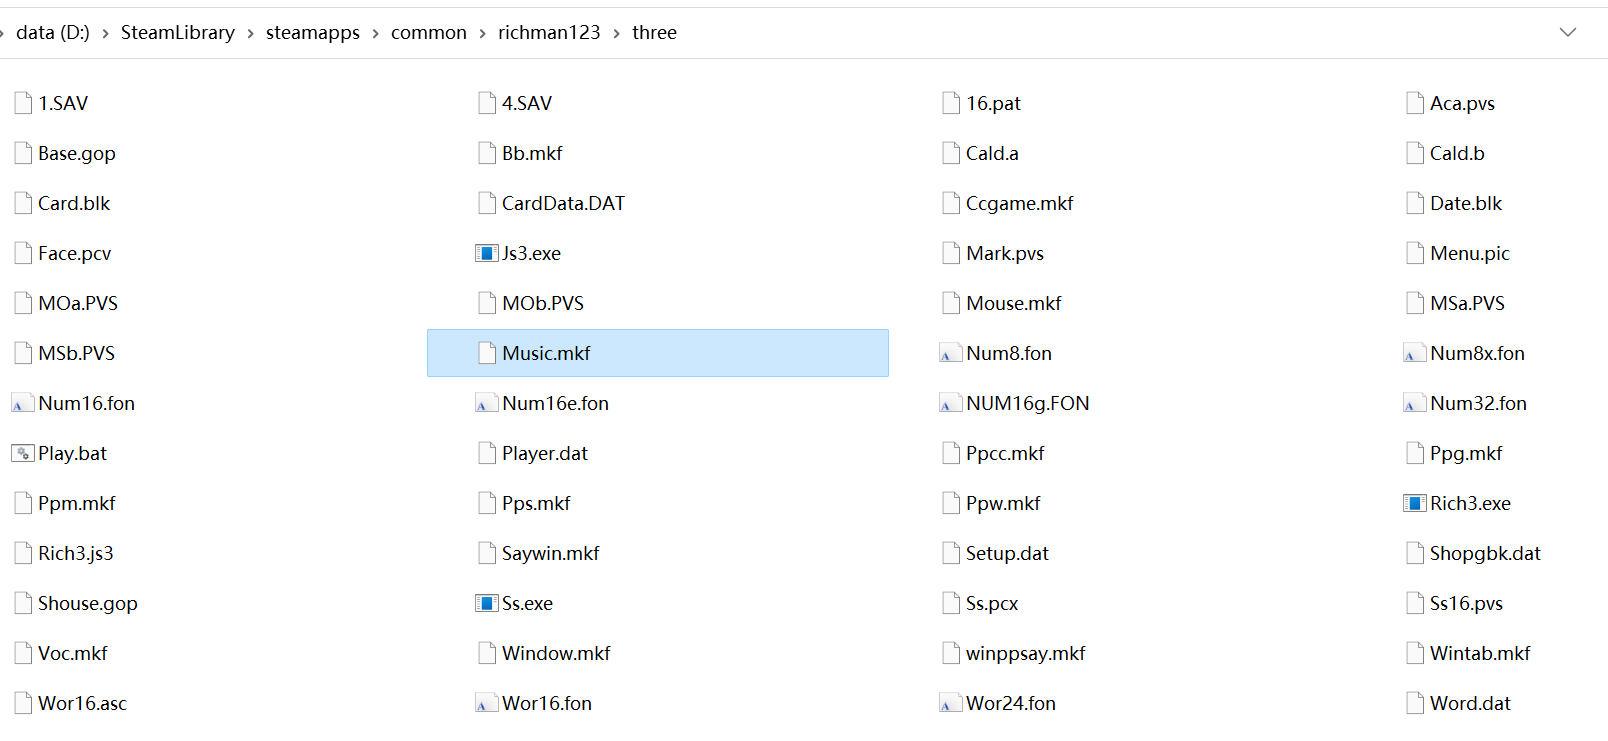 data (D:) > SteamLibrary > steamapps > common > richman123 > three
1.SAV 4.SAV 16.pat Aca.pvs
Base.gop Bb.mkf Cald.a Cald.b
Card.blk CardData.DAT Ccgame.mkf Date.blk
Face.pcv Js3.exe Mark.pvs Menu.pic
MOa.PVS MOb.PVS Mouse.mkf MSa.PVS
MSb.PVS Music.mkf Num8.fon Num8x.fon
Num16.fon Num16e.fon NUM16g.FON Num32.fon
Play.bat Player.dat Ppcc.mkf Ppg.mkf
Ppm.mkf Pps.mkf Ppw.mkf Rich3.exe
Rich3.js3 Saywin.mkf Setup.dat Shopgbk.dat
Shouse.gop Ss.exe Ss.pcx Ss16.pvs
Voc.mkf Window.mkf winppsay.mkf Wintab.mkf
Wor16.asc Wor16.fon Wor24.fon Word.dat